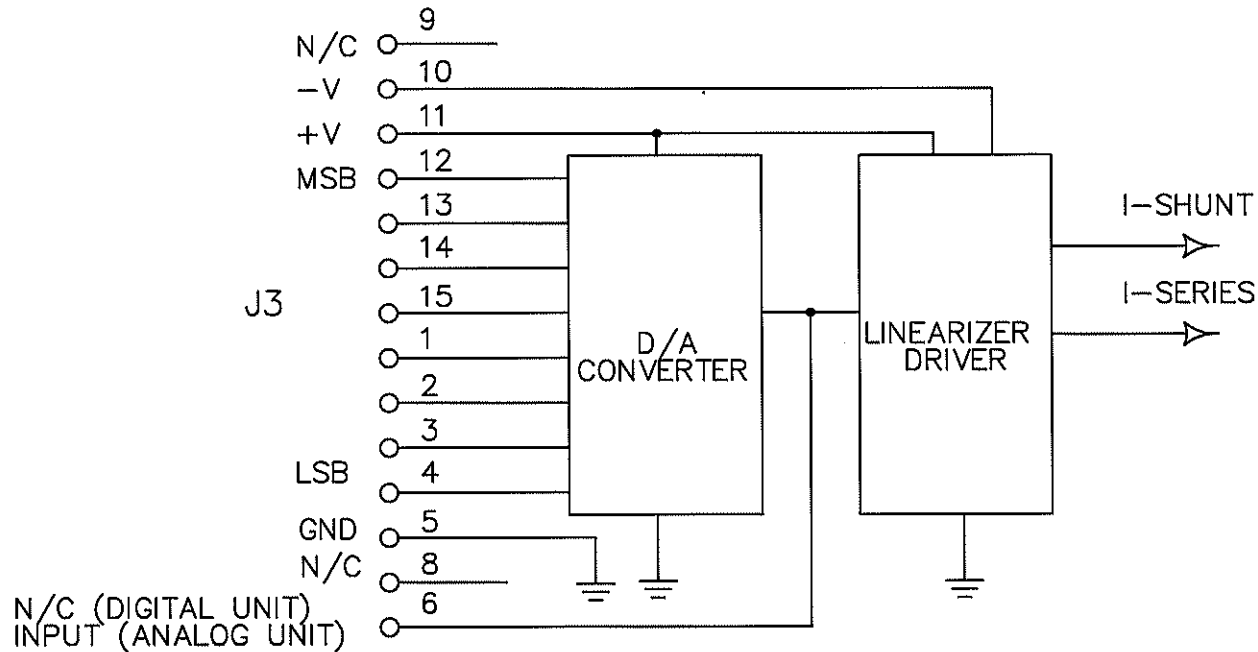 N/C 9
-V 10
+V 11
MSB 12
13
14
J3
15
1
2
3
LSB 4
GND 5
N/C 8
N/C (DIGITAL UNIT)
INPUT (ANALOG UNIT) 6
D/A
CONVERTER
LINEARIZER
DRIVER
I-SHUNT
I-SERIES